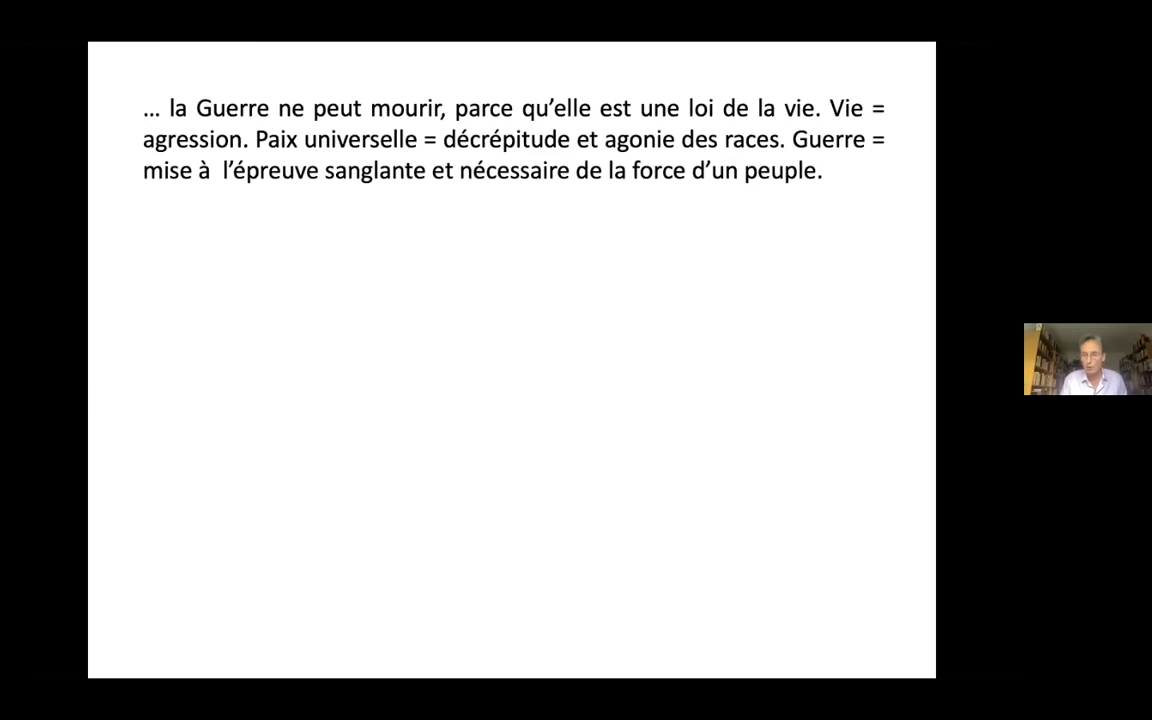 ... la Guerre ne peut mourir, parce qu’elle est une loi de la vie. Vie =
agression. Paix universelle = décrépitude et agonie des races. Guerre =
mise à  l’épreuve sanglante et nécessaire de la force d’un peuple.